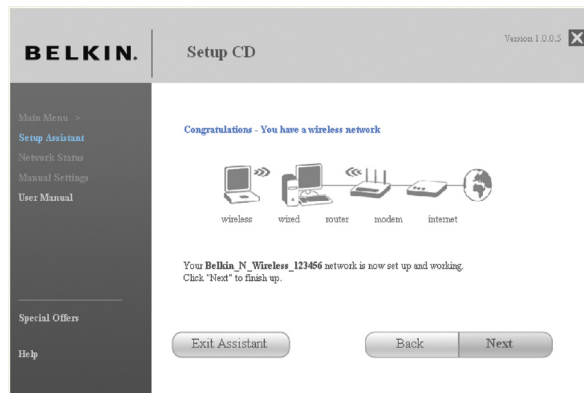 BELKIN.
Setup CD
Version 1.0.0.5
Main Menu >
Setup Assistant
Network Status
Manual Settings
User Manual
Special Offers
Help
Congratulations - You have a wireless network
wireless wired router modem internet
Your Belkin_N_Wireless_123456 network is now set up and working.
Click "Next" to finish up.
Exit Assistant
Back
Next